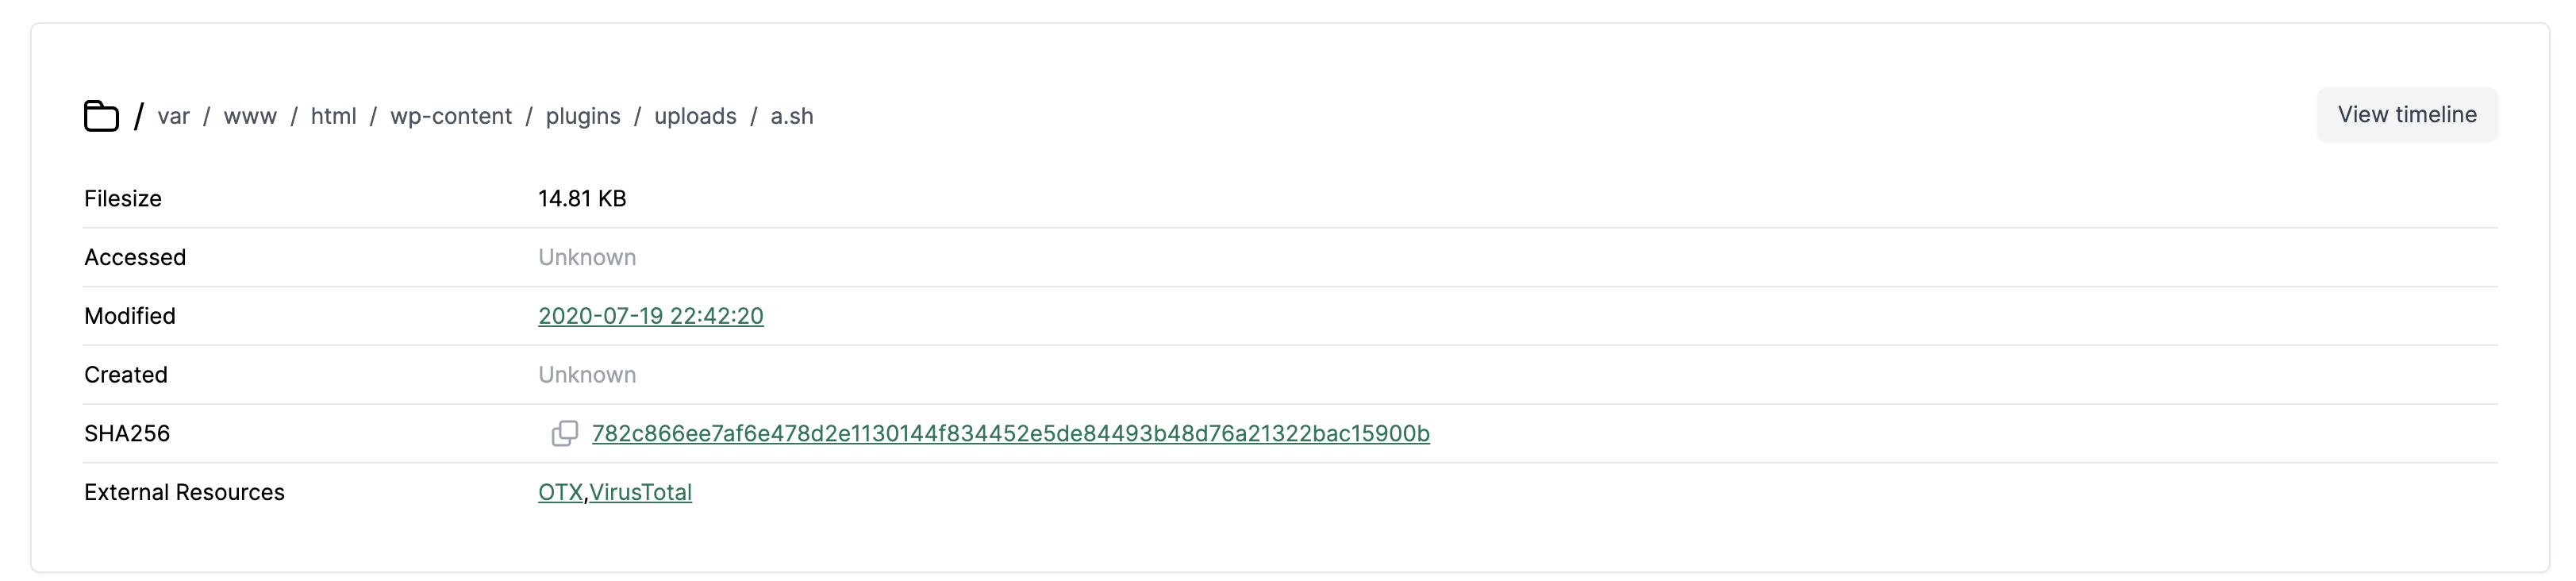 / var / www / html / wp-content / plugins / uploads / a.sh View timeline
Filesize 14.81 KB
Accessed Unknown
Modified 2020-07-19 22:42:20
Created Unknown
SHA256 782c866ee7af6e478d2e1130144f834452e5de84493b48d76a21322bac15900b
External Resources OTX,VirusTotal